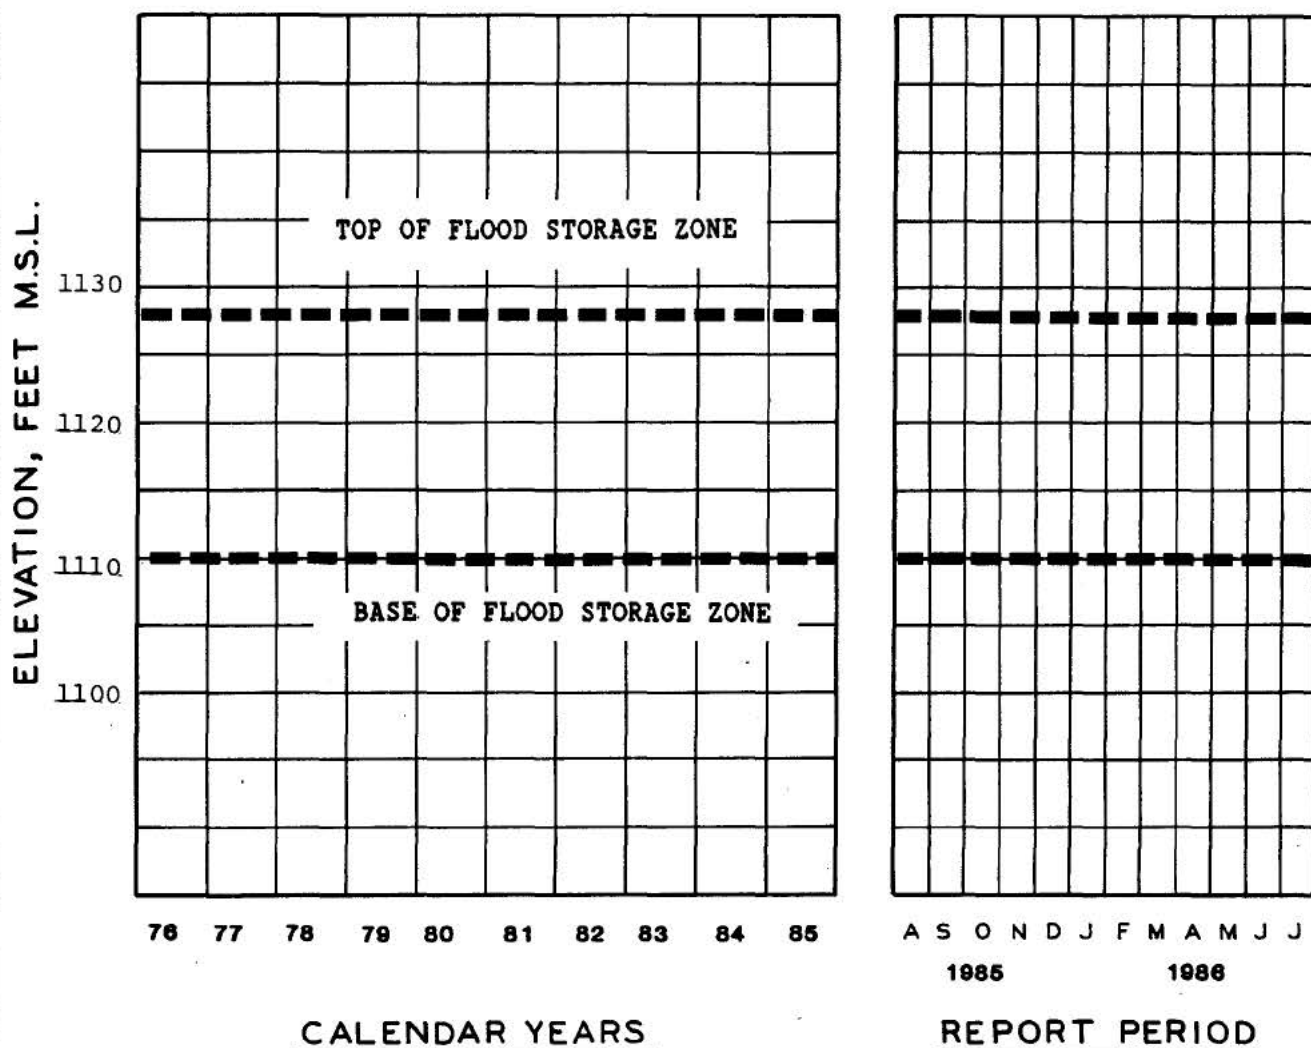 ELEVATION, FEET M.S.L.
TOP OF FLOOD STORAGE ZONE
1130
1120
1110
BASE OF FLOOD STORAGE ZONE
1100
76 77 78 79 80 81 82 83 84 85
A S O N D J F M A M J J
1985 1986
CALENDAR YEARS
REPORT PERIOD